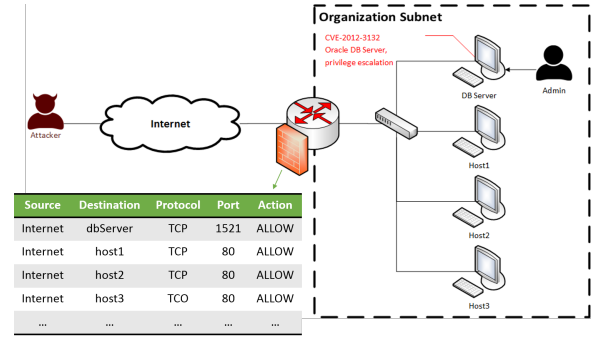 Organization Subnet
CVE-2012-3132
Oracle DB Server,
privilege escalation
DB Server
Admin
Attacker
Internet
Host1
Host2
Host3
Source Destination Protocol Port Action
Internet dbServer TCP 1521 ALLOW
Internet host1 TCP 80 ALLOW
Internet host2 TCP 80 ALLOW
Internet host3 TCO 80 ALLOW
... ... ... ... ...